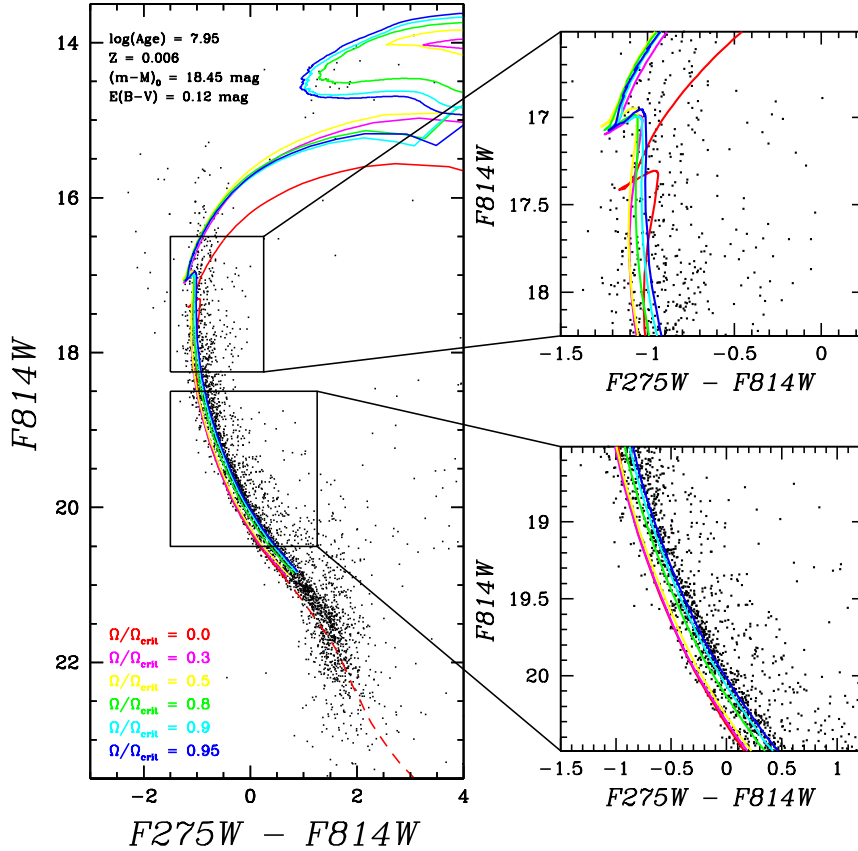 log(Age) = 7.95
Z = 0.006
(m-M)₀ = 18.45 mag
E(B-V) = 0.12 mag
14
16
18
20
22
F814W
-2
0
2
4
F275W - F814W
Ω/Ωcrit = 0.0
Ω/Ωcrit = 0.3
Ω/Ωcrit = 0.5
Ω/Ωcrit = 0.8
Ω/Ωcrit = 0.9
Ω/Ωcrit = 0.95
17
17.5
18
F814W
-1.5
-1
-0.5
0
F275W - F814W
19
19.5
20
F814W
-1.5
-1
-0.5
0
0.5
1
F275W - F814W